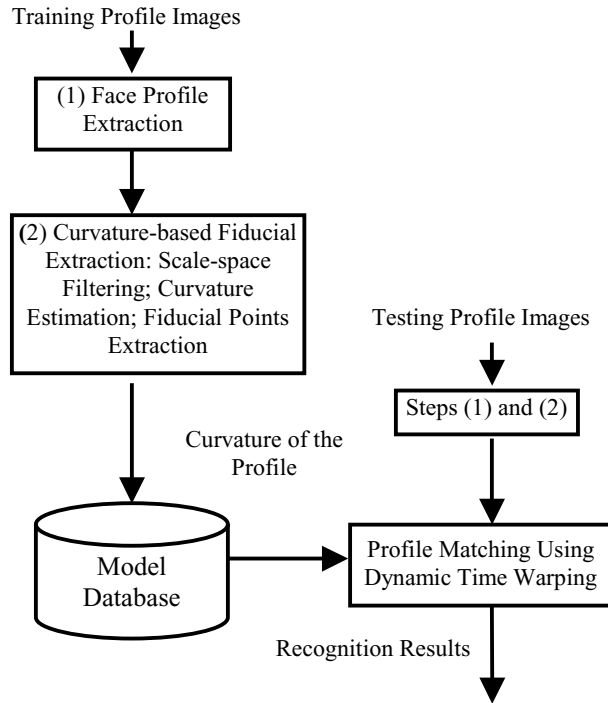 Training Profile Images
(1) Face Profile
Extraction
(2) Curvature-based Fiducial
Extraction: Scale-space
Filtering; Curvature
Estimation; Fiducial Points
Extraction
Testing Profile Images
Steps (1) and (2)
Curvature of the
Profile
Model
Database
Profile Matching Using
Dynamic Time Warping
Recognition Results